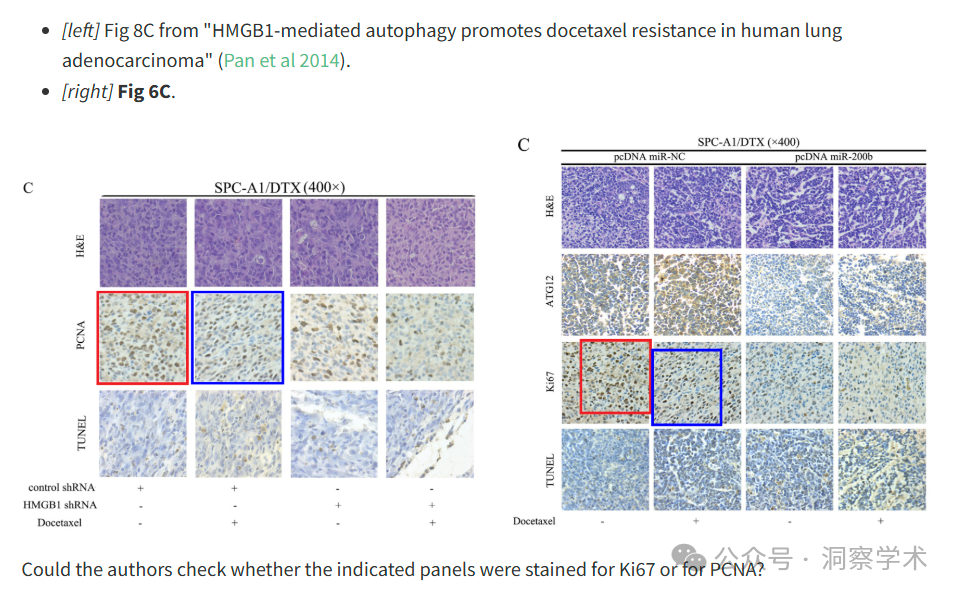 • [left] Fig 8C from "HMGB1-mediated autophagy promotes docetaxel resistance in human lung
adenocarcinoma" (Pan et al 2014).
• [right] Fig 6C.
C
SPC-A1/DTX (400×)
H&E
PCNA
TUNEL
control shRNA + + - -
HMGB1 shRNA - - + +
Docetaxel - + - +
C
SPC-A1/DTX (×400)
pcDNA miR-NC pcDNA miR-200b
H&E
ATG12
Ki67
TUNEL
Docetaxel - + - +
公众号 · 洞察学术
Could the authors check whether the indicated panels were stained for Ki67 or for PCNA?